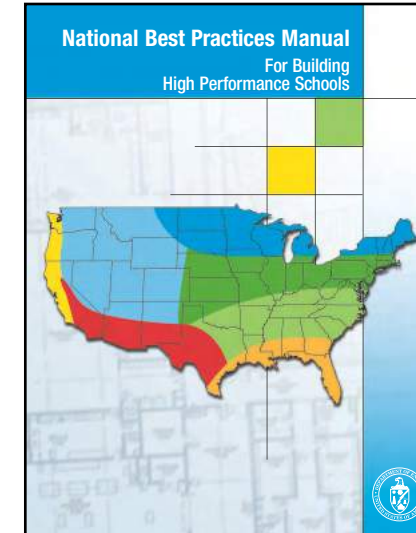 National Best Practices Manual
For Building
High Performance Schools